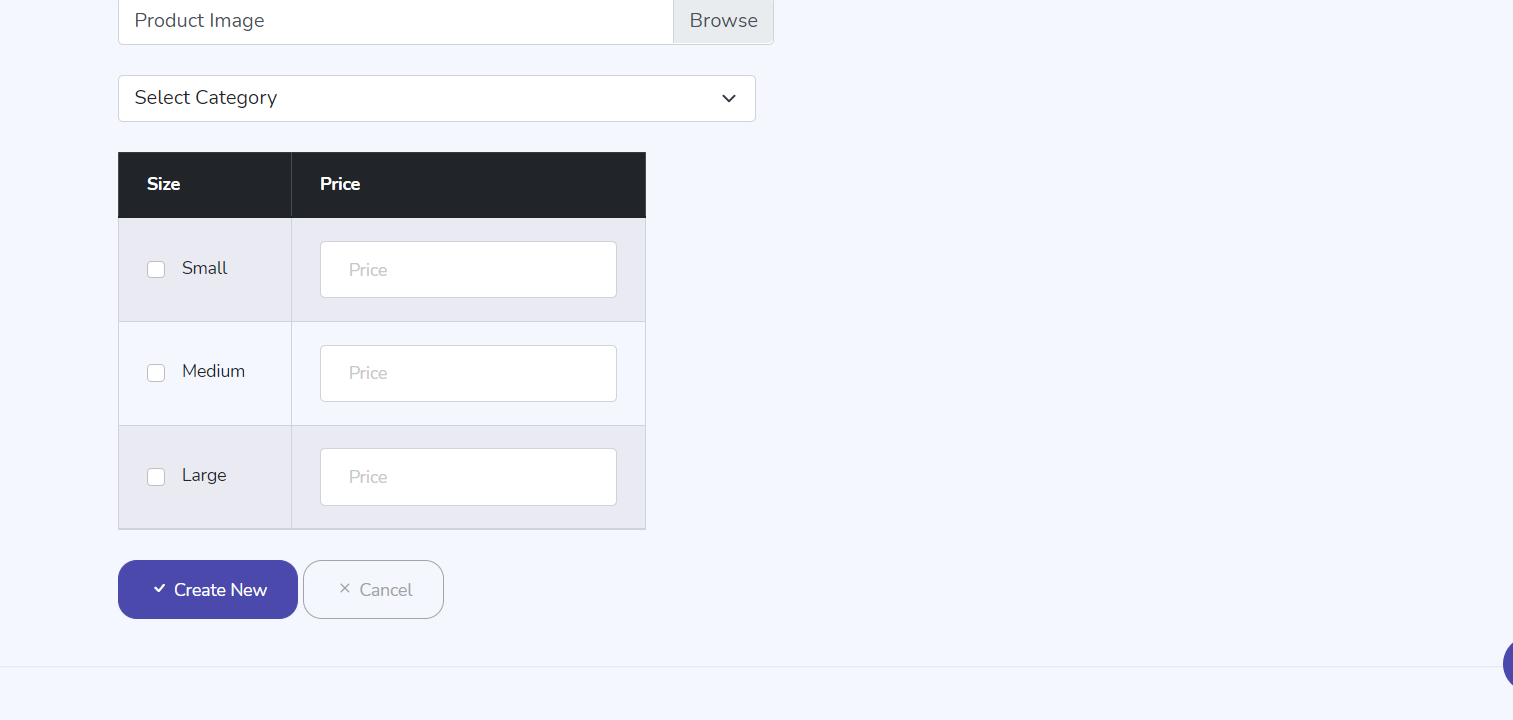 Product Image Browse
Select Category
Size Price
Small Price
Medium Price
Large Price
Create New Cancel